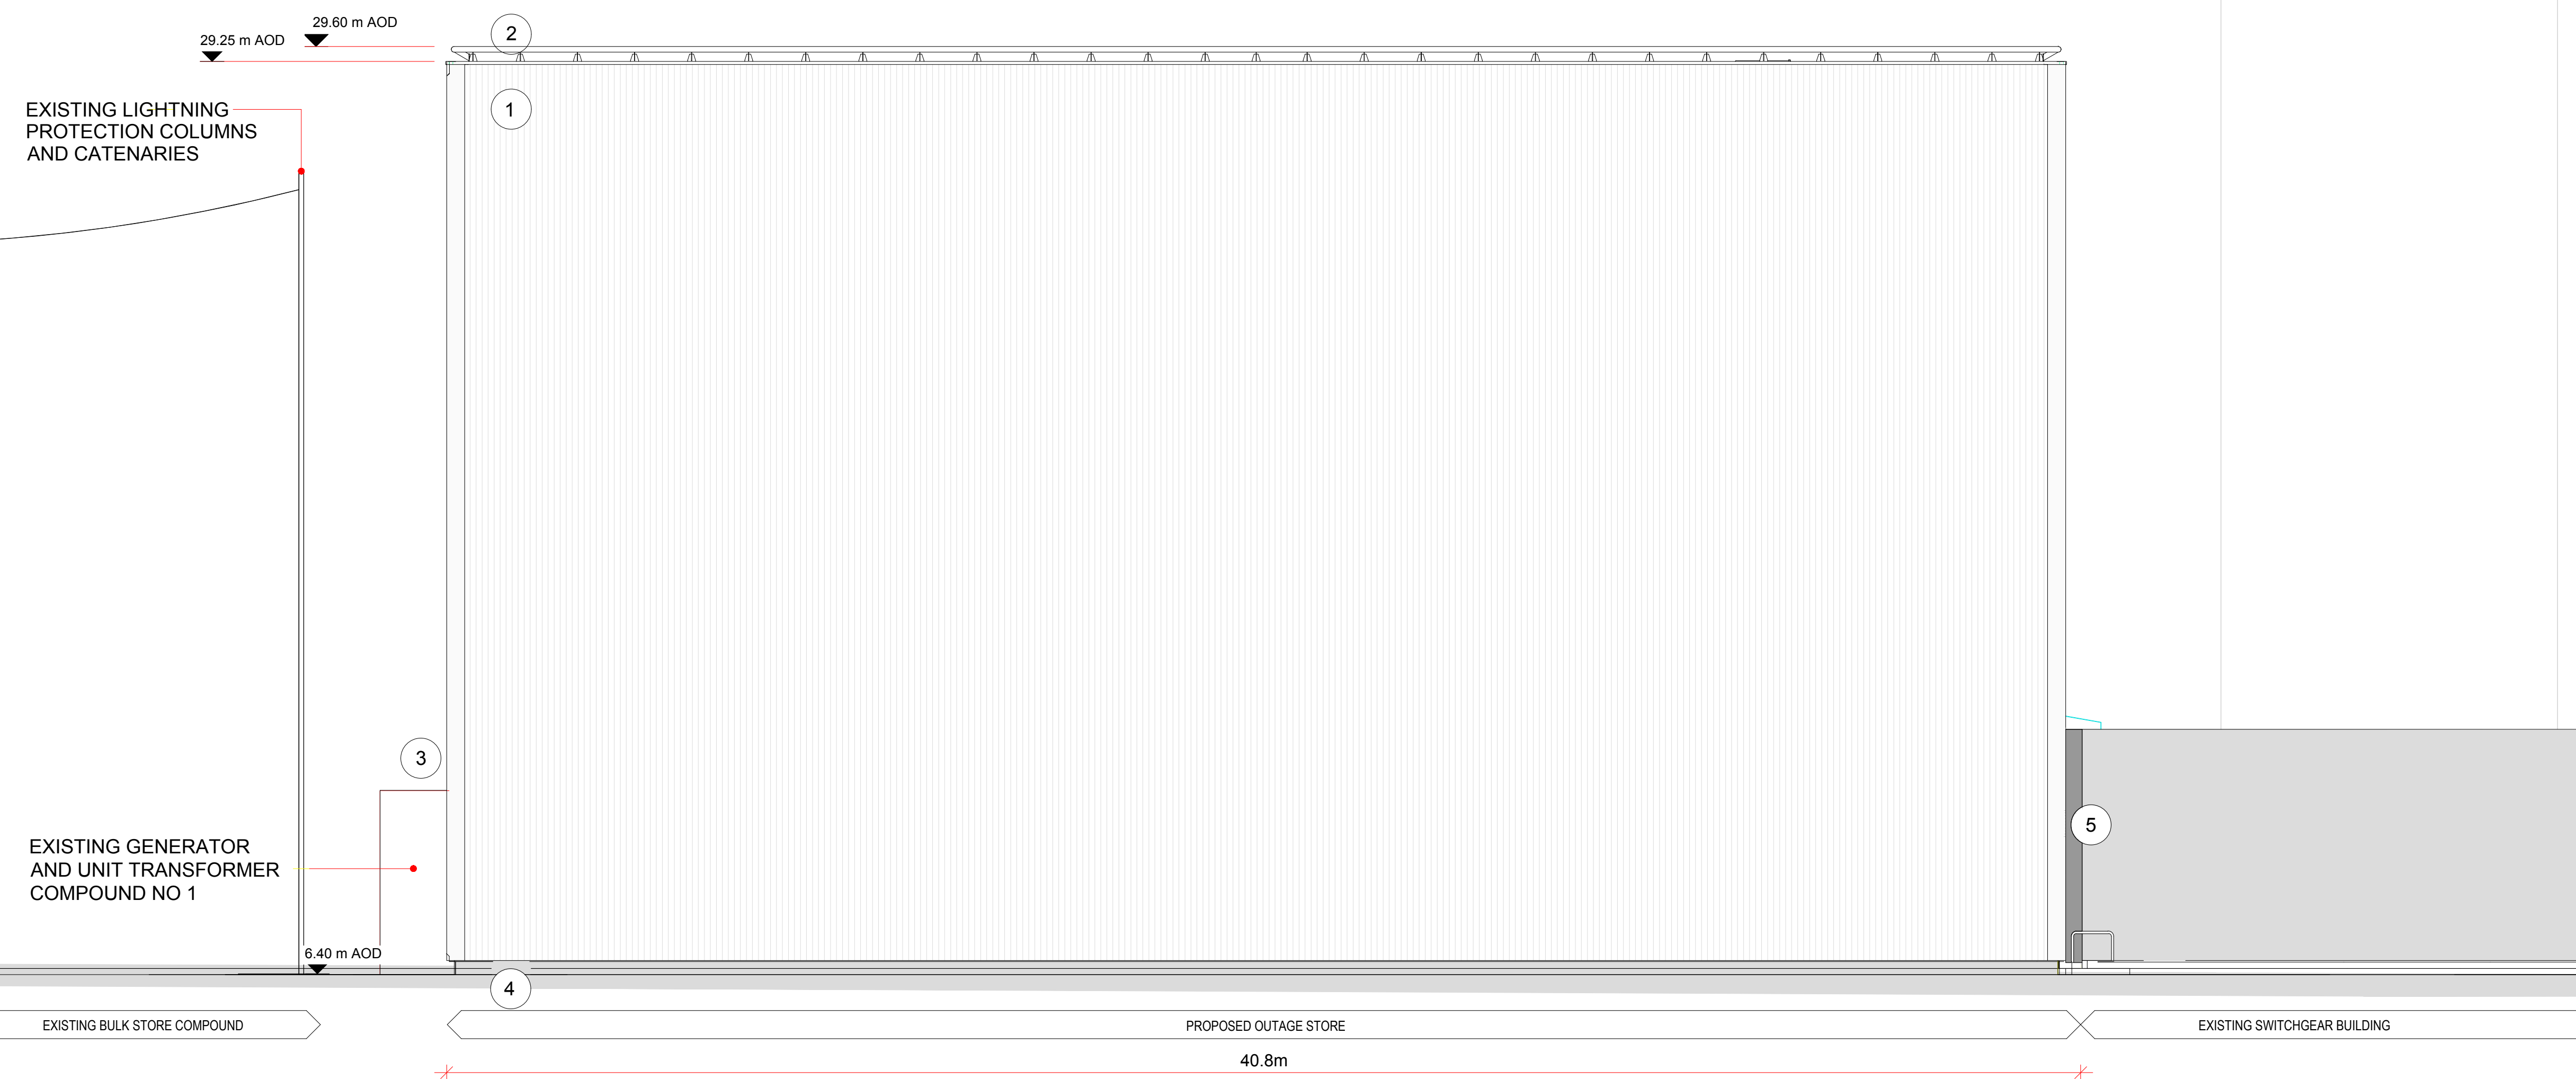 29.60 m AOD
29.25 m AOD
2
EXISTING LIGHTNING
PROTECTION COLUMNS
AND CATENARIES
1
3
5
EXISTING GENERATOR
AND UNIT TRANSFORMER
COMPOUND NO 1
6.40 m AOD
4
EXISTING BULK STORE COMPOUND
PROPOSED OUTAGE STORE
EXISTING SWITCHGEAR BUILDING
40.8m